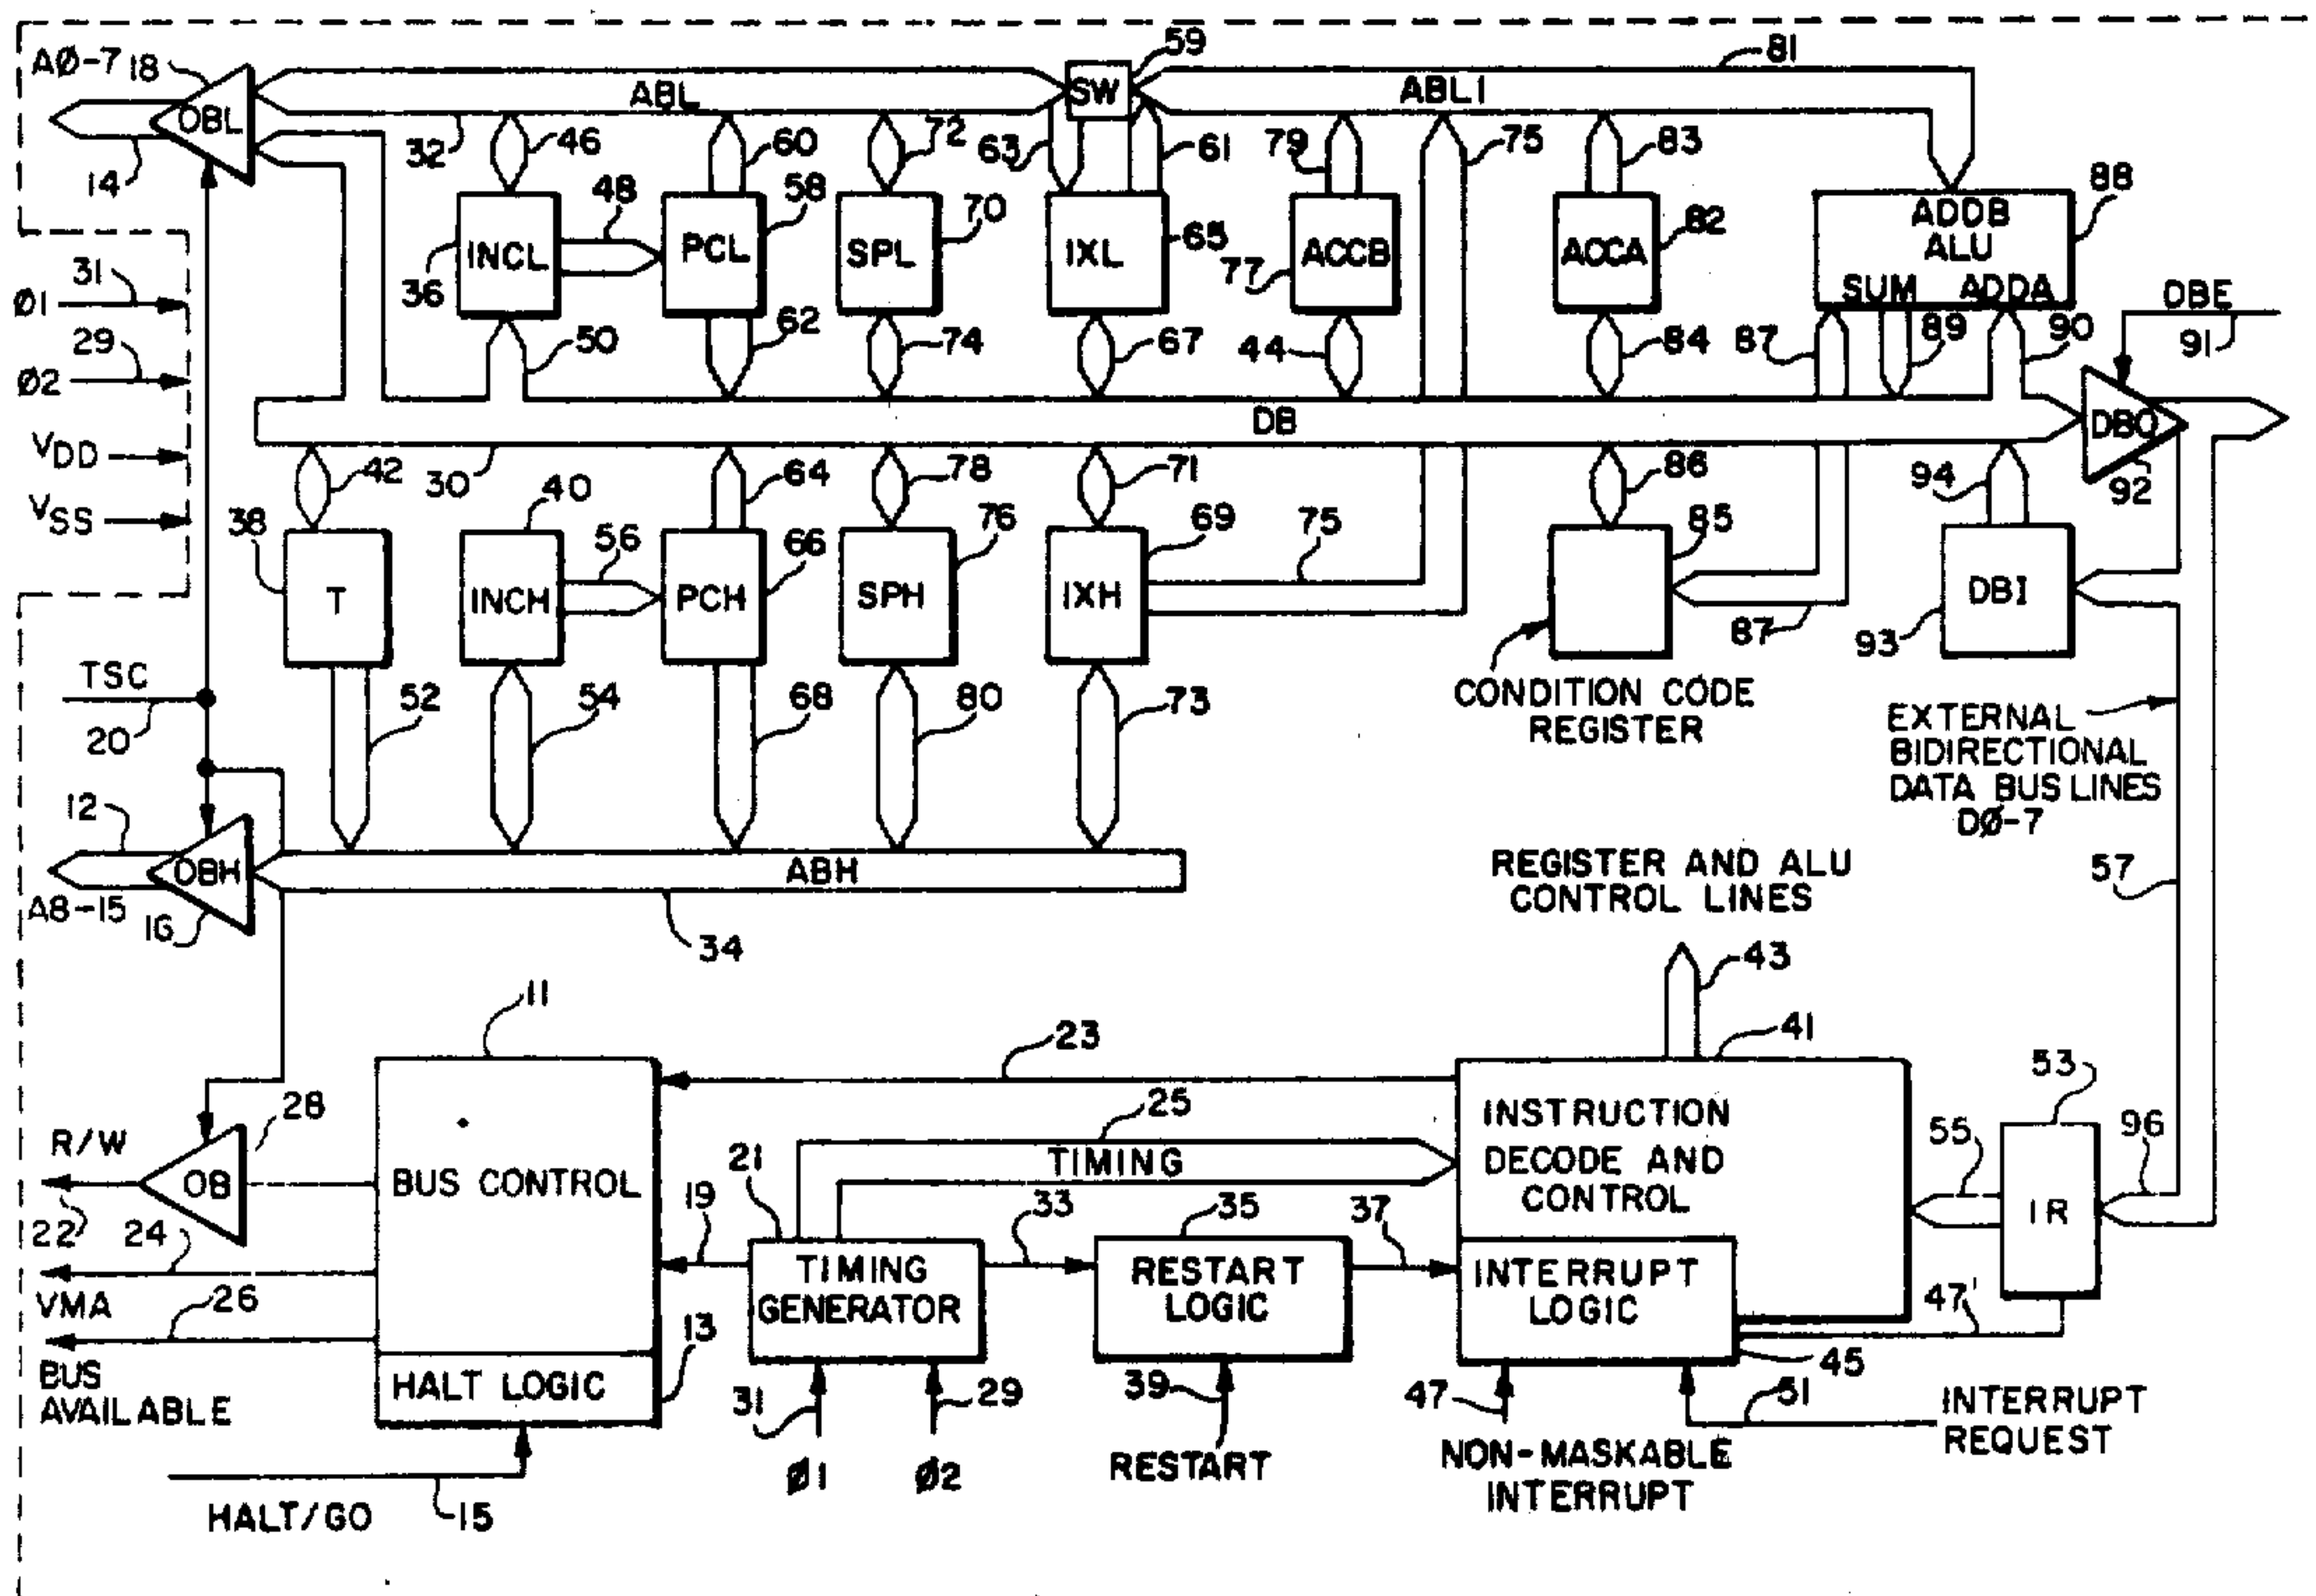 AØ-7 18
59
81
OBL
ABL
SW
ABL1
14
32
46
60
72
63
61
79
75
83
88
INCL
48
PCL
58
SPL
70
IXL
65
ACCB
77
ACCA
82
ADDB
ALU
SUM ADDA
36
31
Ø1
29
Ø2
VDD
VSS
50
62
74
67
44
84
87
89
90
DBE
91
DB
DBO
92
42
30
64
78
71
86
94
38
40
56
66
76
69
75
85
T
INCH
PCH
SPH
IXH
DBI
87
93
TSC
20
52
54
68
80
73
CONDITION CODE
REGISTER
EXTERNAL
BIDIRECTIONAL
DATA BUS LINES
DØ-7
12
OBH
ABH
A8-15
16
34
REGISTER AND ALU
CONTROL LINES
57
43
11
23
41
53
28
25
R/W
OB
BUS CONTROL
21
TIMING
INSTRUCTION
DECODE AND
CONTROL
55
96
IR
22
24
19
33
35
37
TIMING
GENERATOR
RESTART
LOGIC
INTERRUPT
LOGIC
47'
VMA
26
13
45
BUS
AVAILABLE
HALT LOGIC
31
29
39
47
51
INTERRUPT
REQUEST
Ø1
Ø2
RESTART
NON-MASKABLE
INTERRUPT
HALT/GO
15